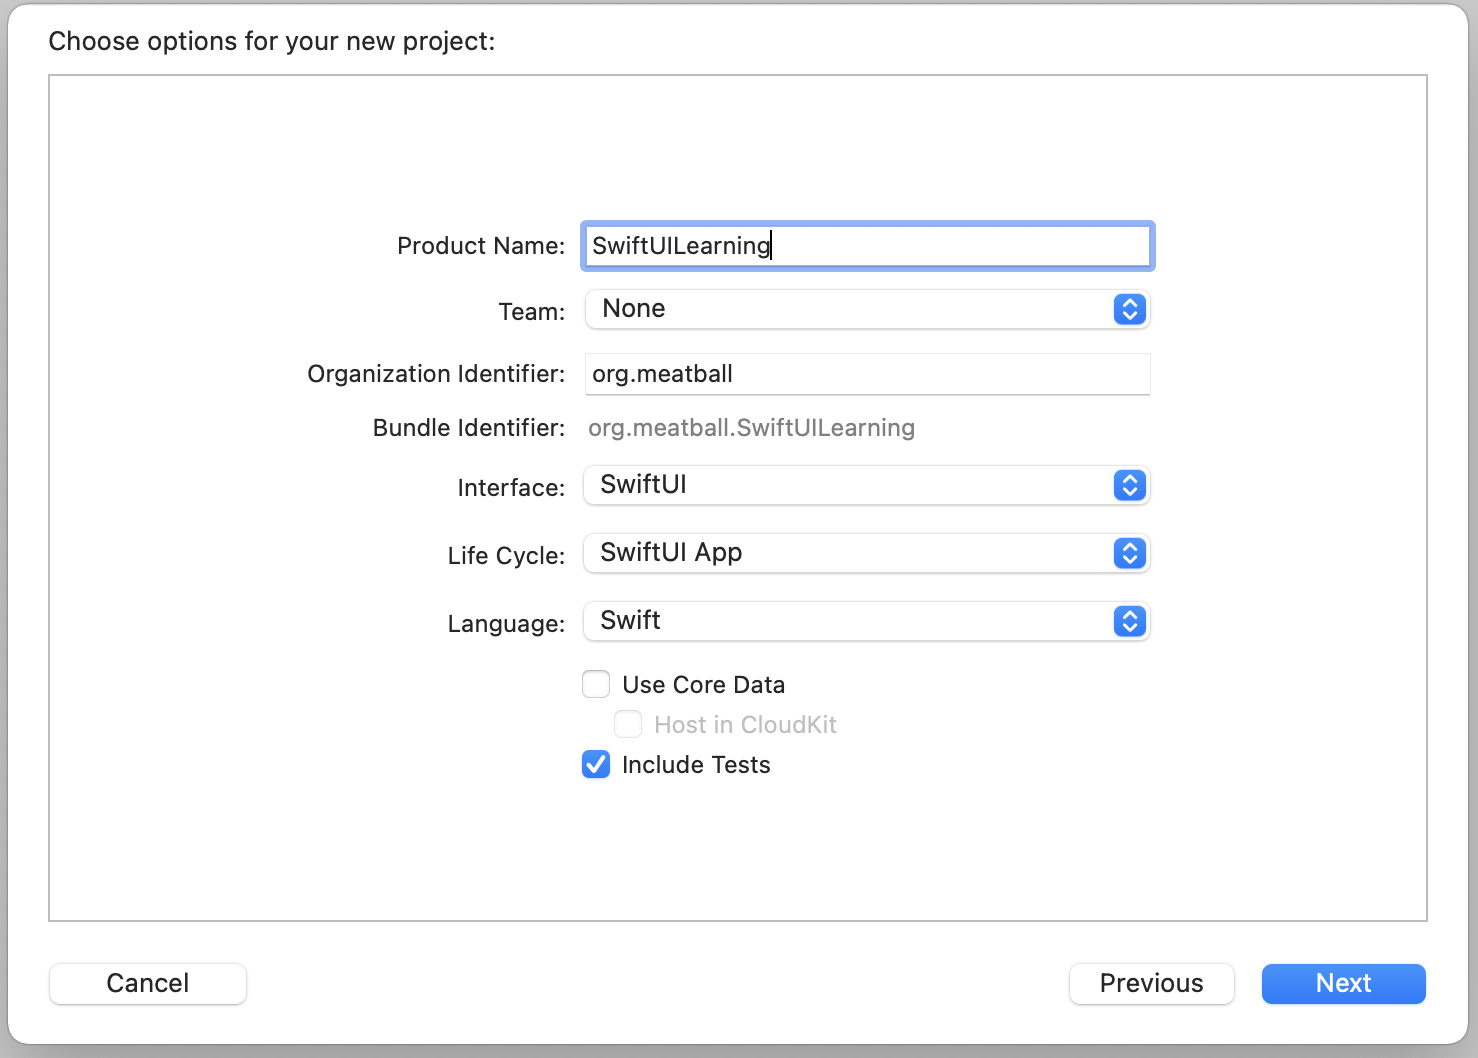 Choose options for your new project:
Product Name: SwiftUILearning
Team: None
Organization Identifier: org.meatball
Bundle Identifier: org.meatball.SwiftUILearning
Interface: SwiftUI
Life Cycle: SwiftUI App
Language: Swift
Use Core Data
Host in CloudKit
Include Tests
Cancel Previous Next